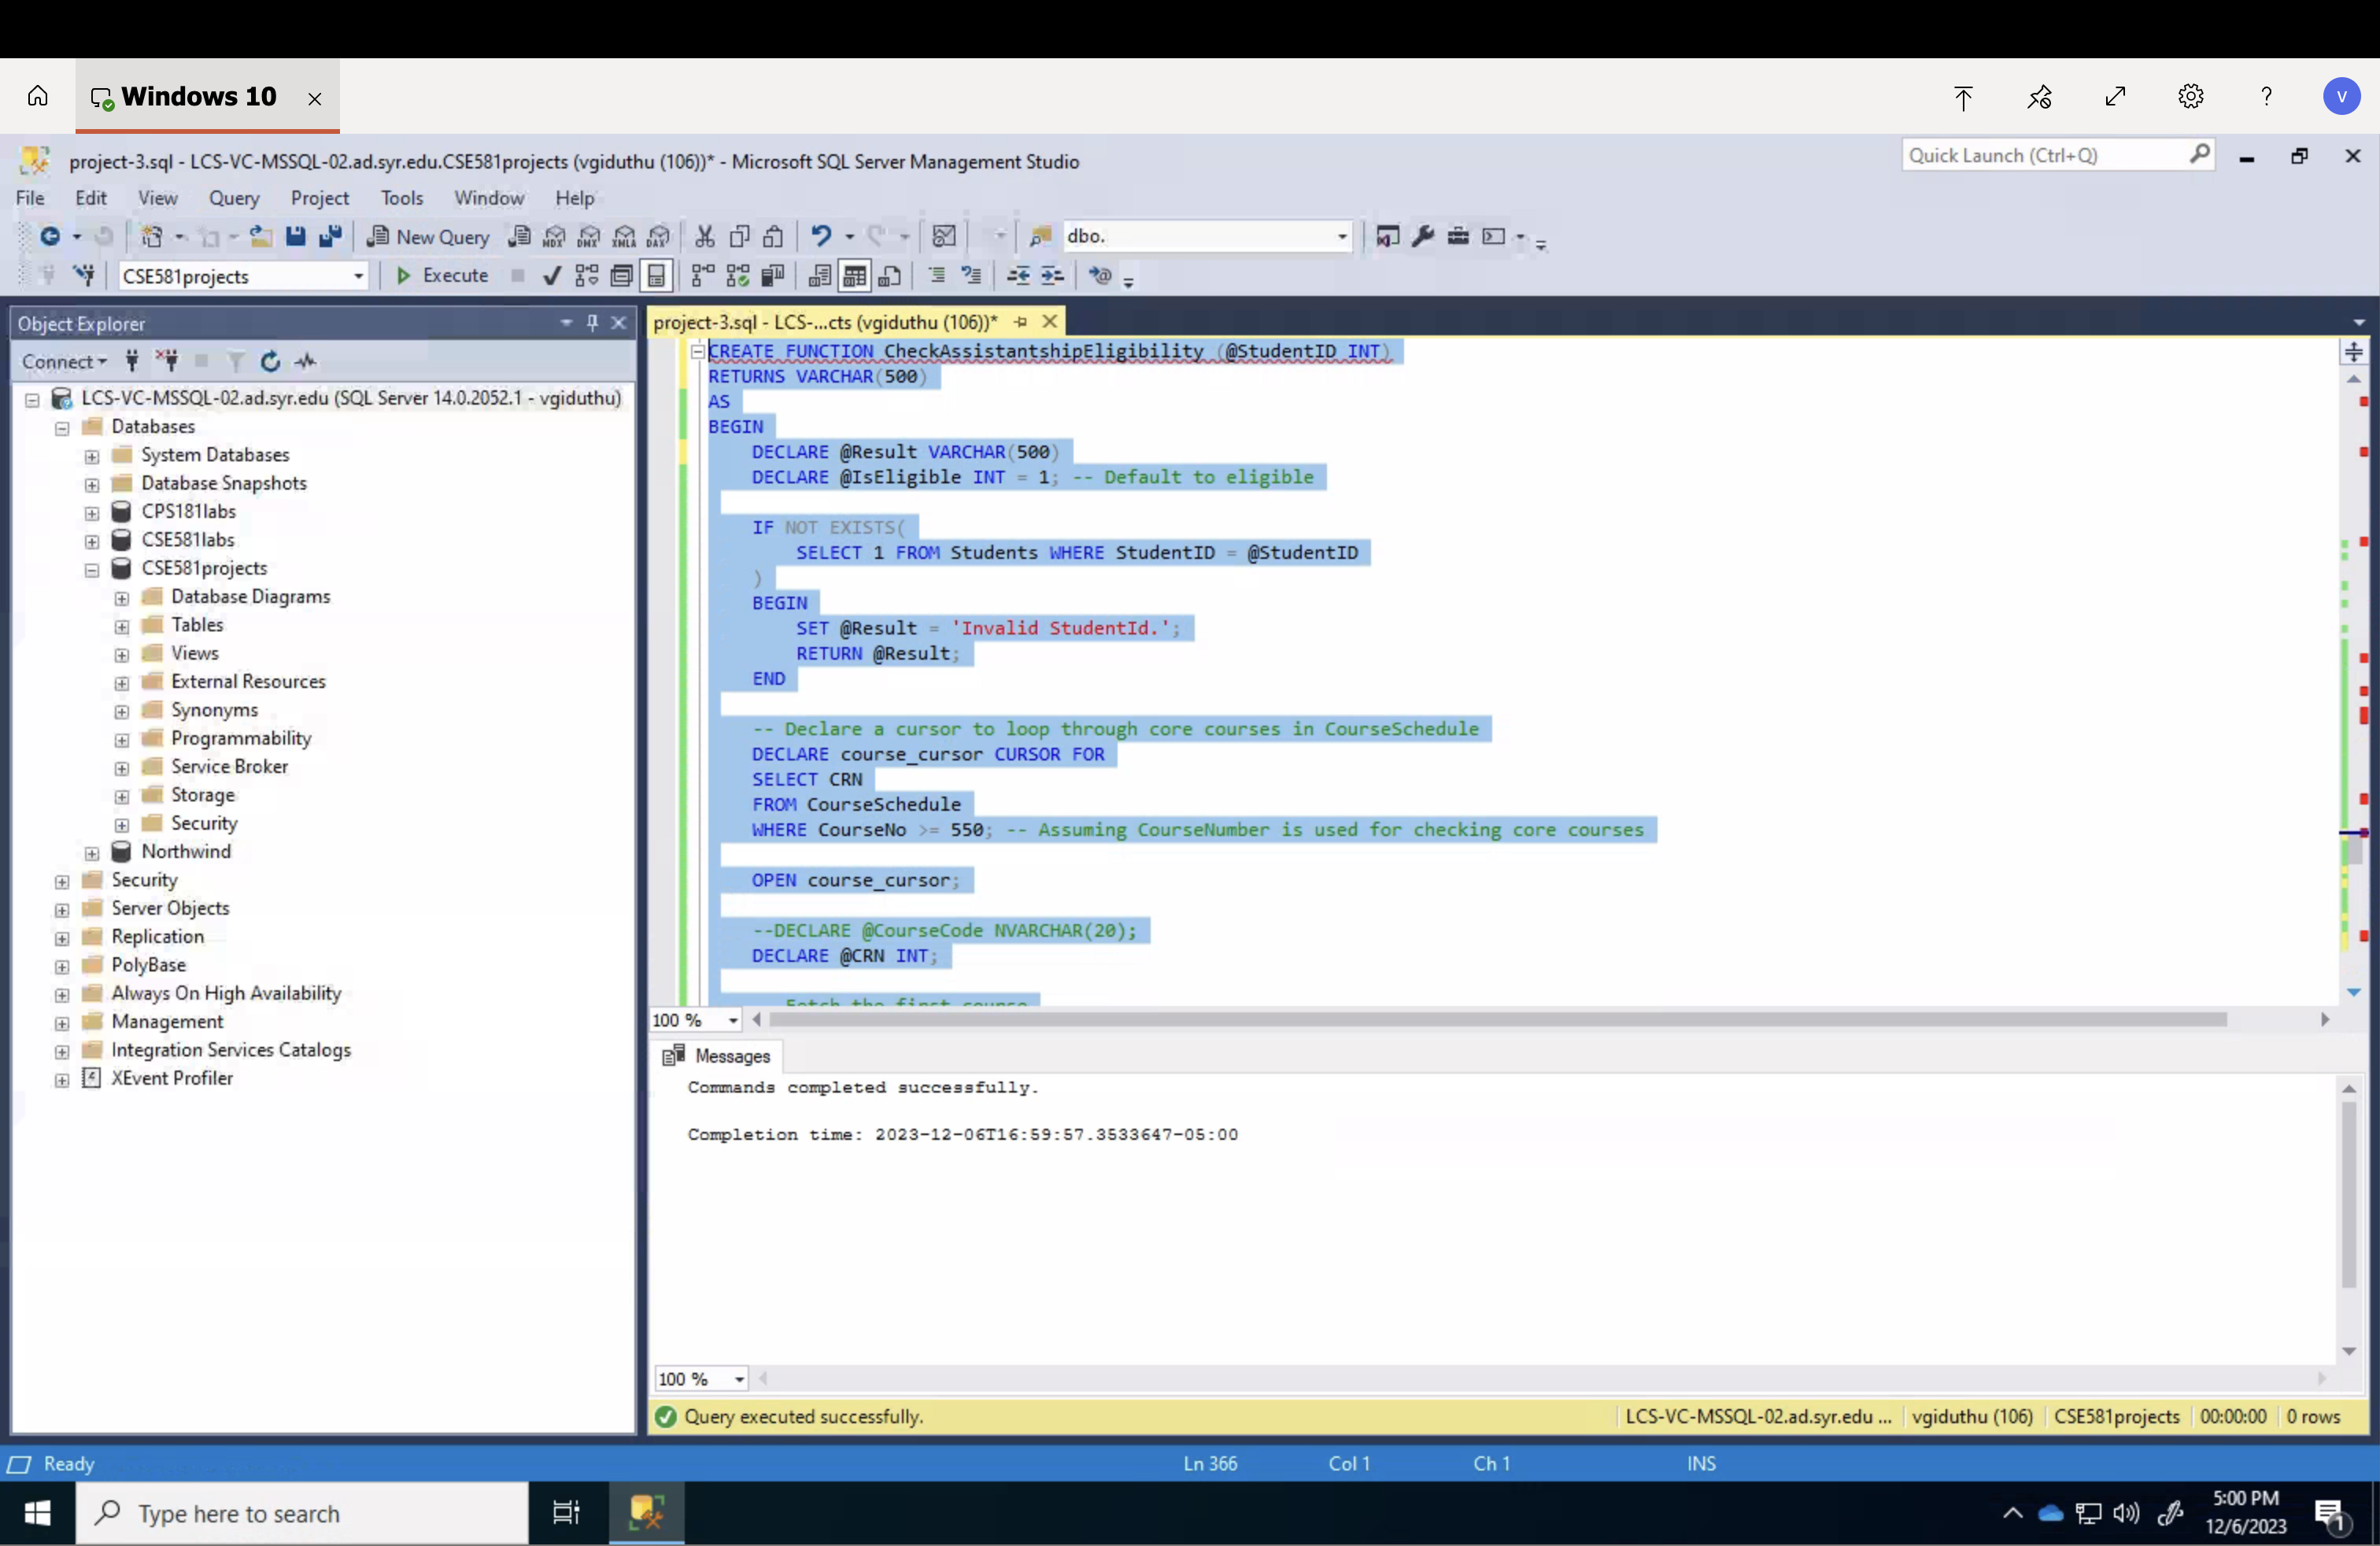 Windows 10
V
project-3.sql - LCS-VC-MSSQL-02.ad.syr.edu.CSE581projects (vgiduthu (106))* - Microsoft SQL Server Management Studio
Quick Launch (Ctrl+Q)
File Edit View Query Project Tools Window Help
New Query MDX DMX XMLA DAX dbo.
CSE581projects Execute
Object Explorer
Connect
LCS-VC-MSSQL-02.ad.syr.edu (SQL Server 14.0.2052.1 - vgiduthu)
Databases
System Databases
Database Snapshots
CPS181labs
CSE581labs
CSE581projects
Database Diagrams
Tables
Views
External Resources
Synonyms
Programmability
Service Broker
Storage
Security
Northwind
Security
Server Objects
Replication
PolyBase
Always On High Availability
Management
Integration Services Catalogs
XEvent Profiler
project-3.sql - LCS-...cts (vgiduthu (106))*
CREATE FUNCTION CheckAssistantshipEligibility (@StudentID INT)
RETURNS VARCHAR(500)
AS
BEGIN
DECLARE @Result VARCHAR(500)
DECLARE @IsEligible INT = 1; -- Default to eligible
IF NOT EXISTS(
SELECT 1 FROM Students WHERE StudentID = @StudentID
)
BEGIN
SET @Result = 'Invalid StudentId.';
RETURN @Result;
END
-- Declare a cursor to loop through core courses in CourseSchedule
DECLARE course_cursor CURSOR FOR
SELECT CRN
FROM CourseSchedule
WHERE CourseNo >= 550; -- Assuming CourseNumber is used for checking core courses
OPEN course_cursor;
--DECLARE @CourseCode NVARCHAR(20);
DECLARE @CRN INT;
Fetch the first course
100 %
Messages
Commands completed successfully.
Completion time: 2023-12-06T16:59:57.3533647-05:00
100 %
Query executed successfully. LCS-VC-MSSQL-02.ad.syr.edu ... vgiduthu (106) CSE581projects 00:00:00 0 rows
Ready Ln 366 Col 1 Ch 1 INS
Type here to search
5:00 PM
12/6/2023
1